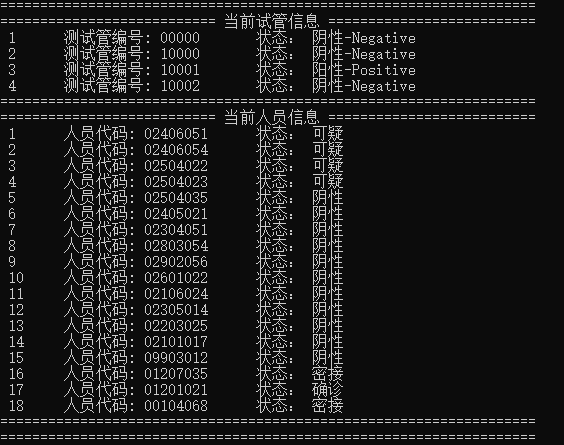 ==================================================================
========================== 当前试管信息 ==========================
1 测试管编号: 00000 状态: 阴性-Negative
2 测试管编号: 10000 状态: 阴性-Negative
3 测试管编号: 10001 状态: 阳性-Positive
4 测试管编号: 10002 状态: 阴性-Negative
==================================================================
========================== 当前人员信息 ==========================
1 人员代码: 02406051 状态: 可疑
2 人员代码: 02406054 状态: 可疑
3 人员代码: 02504022 状态: 可疑
4 人员代码: 02504023 状态: 可疑
5 人员代码: 02504035 状态: 阴性
6 人员代码: 02405021 状态: 阴性
7 人员代码: 02304051 状态: 阴性
8 人员代码: 02803054 状态: 阴性
9 人员代码: 02902056 状态: 阴性
10 人员代码: 02601022 状态: 阴性
11 人员代码: 02106024 状态: 阴性
12 人员代码: 02305014 状态: 阴性
13 人员代码: 02203025 状态: 阴性
14 人员代码: 02101017 状态: 阴性
15 人员代码: 09903012 状态: 阴性
16 人员代码: 01207035 状态: 密接
17 人员代码: 01201021 状态: 确诊
18 人员代码: 00104068 状态: 密接
==================================================================
==================================================================